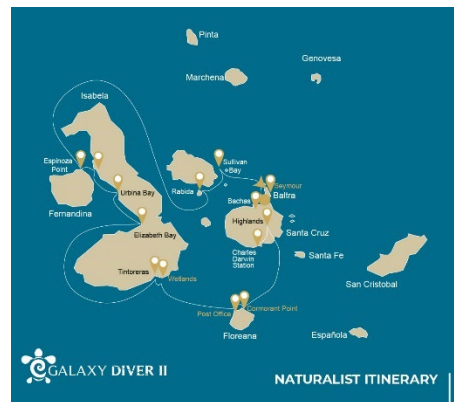 Pinta
Genovesa
Marchena
Isabela
Espinoza
Point
Sullivan
Bay
Urbina Bay
Rabida
Seymour
Baches
Baltra
Fernandina
Highlands
Elizabeth Bay
Santa Cruz
Charles
Darwin
Station
Santa Fe
Tintoreras
Wetlands
San Cristobal
Post Office
Cormorant Point
Floreana
Española
GALAXY DIVER II
NATURALIST ITINERARY